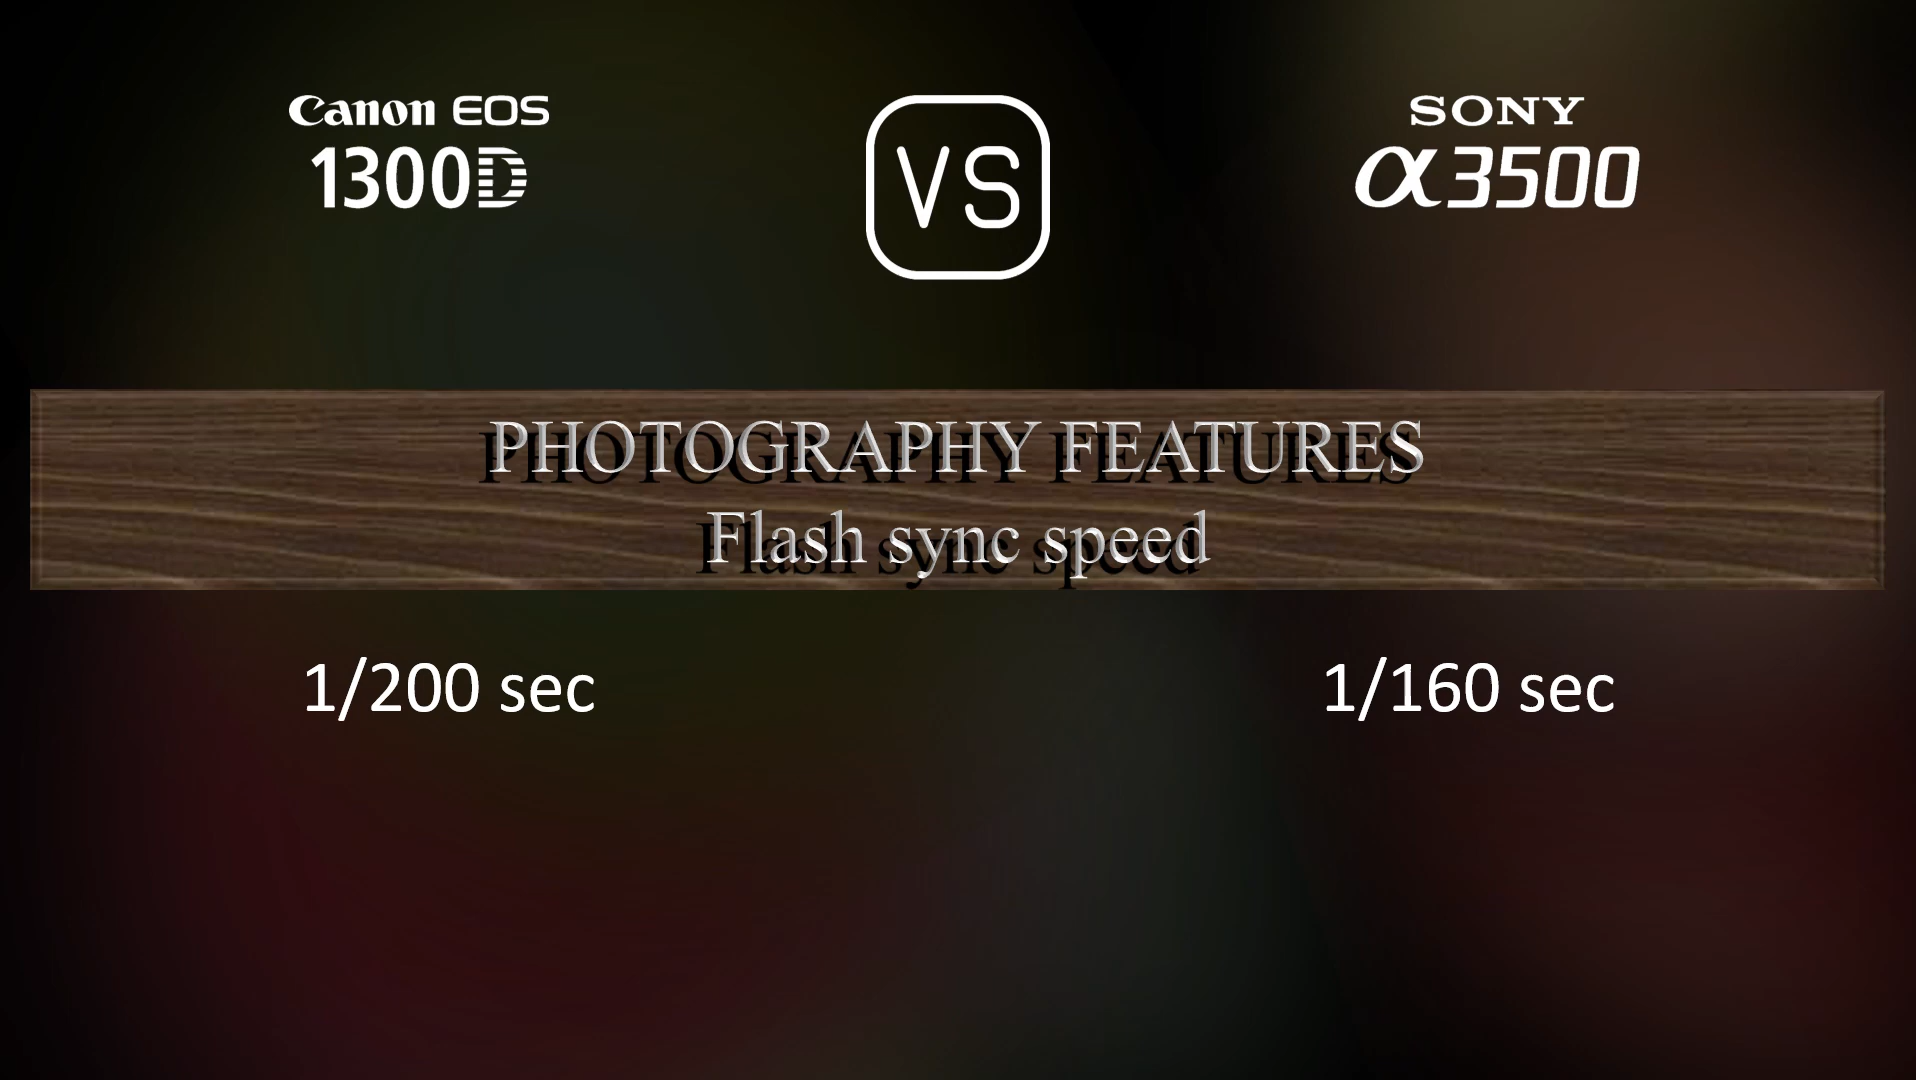 Canon EOS
1300D
VS
SONY
α3500
PHOTOGRAPHY FEATURES
Flash sync speed
1/200 sec
1/160 sec